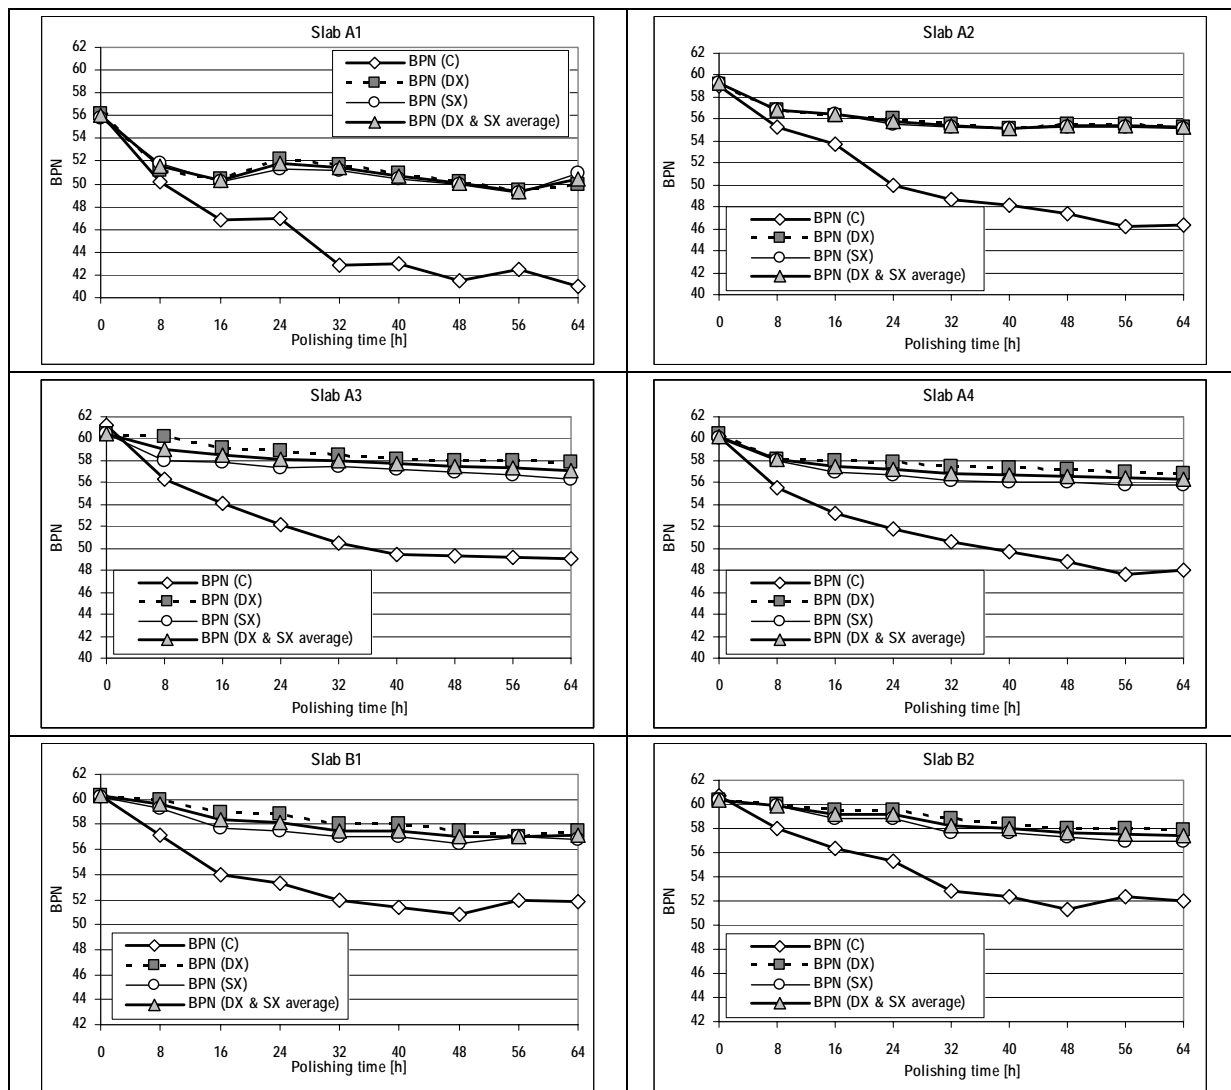 Slab A1
62
60
58
56
54
52
50
48
46
44
42
40
BPN
BPN (C)
BPN (DX)
BPN (SX)
BPN (DX & SX average)
0 8 16 24 32 40 48 56 64
Polishing time [h]
Slab A2
62
60
58
56
54
52
50
48
46
44
42
40
BPN
BPN (C)
BPN (DX)
BPN (SX)
BPN (DX & SX average)
0 8 16 24 32 40 48 56 64
Polishing time [h]
Slab A3
62
60
58
56
54
52
50
48
46
44
42
40
BPN
BPN (C)
BPN (DX)
BPN (SX)
BPN (DX & SX average)
0 8 16 24 32 40 48 56 64
Polishing time [h]
Slab A4
62
60
58
56
54
52
50
48
46
44
42
40
BPN
BPN (C)
BPN (DX)
BPN (SX)
BPN (DX & SX average)
0 8 16 24 32 40 48 56 64
Polishing time [h]
Slab B1
62
60
58
56
54
52
50
48
46
44
42
BPN
BPN (C)
BPN (DX)
BPN (SX)
BPN (DX & SX average)
0 8 16 24 32 40 48 56 64
Polishing time [h]
Slab B2
62
60
58
56
54
52
50
48
46
44
42
BPN
BPN (C)
BPN (DX)
BPN (SX)
BPN (DX & SX average)
0 8 16 24 32 40 48 56 64
Polishing time [h]